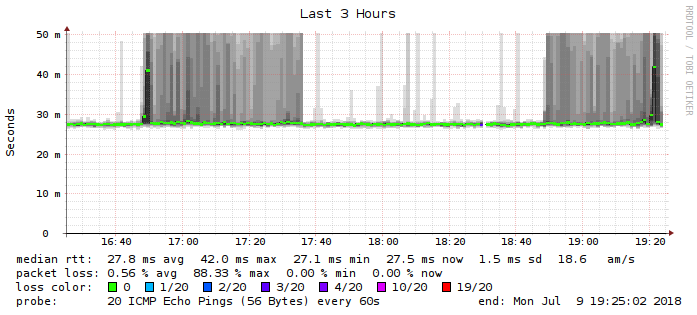 Last 3 Hours
RRDTOOL / TOBI OETIKER
Seconds
50 m
40 m
30 m
20 m
10 m
0
16:40 17:00 17:20 17:40 18:00 18:20 18:40 19:00 19:20
median rtt: 27.8 ms avg 42.0 ms max 27.1 ms min 27.5 ms now 1.5 ms sd 18.6 am/s
packet loss: 0.56 % avg 88.33 % max 0.00 % min 0.00 % now
loss color: 0 1/20 2/20 3/20 4/20 10/20 19/20
probe: 20 ICMP Echo Pings (56 Bytes) every 60s end: Mon Jul 9 19:25:02 2018